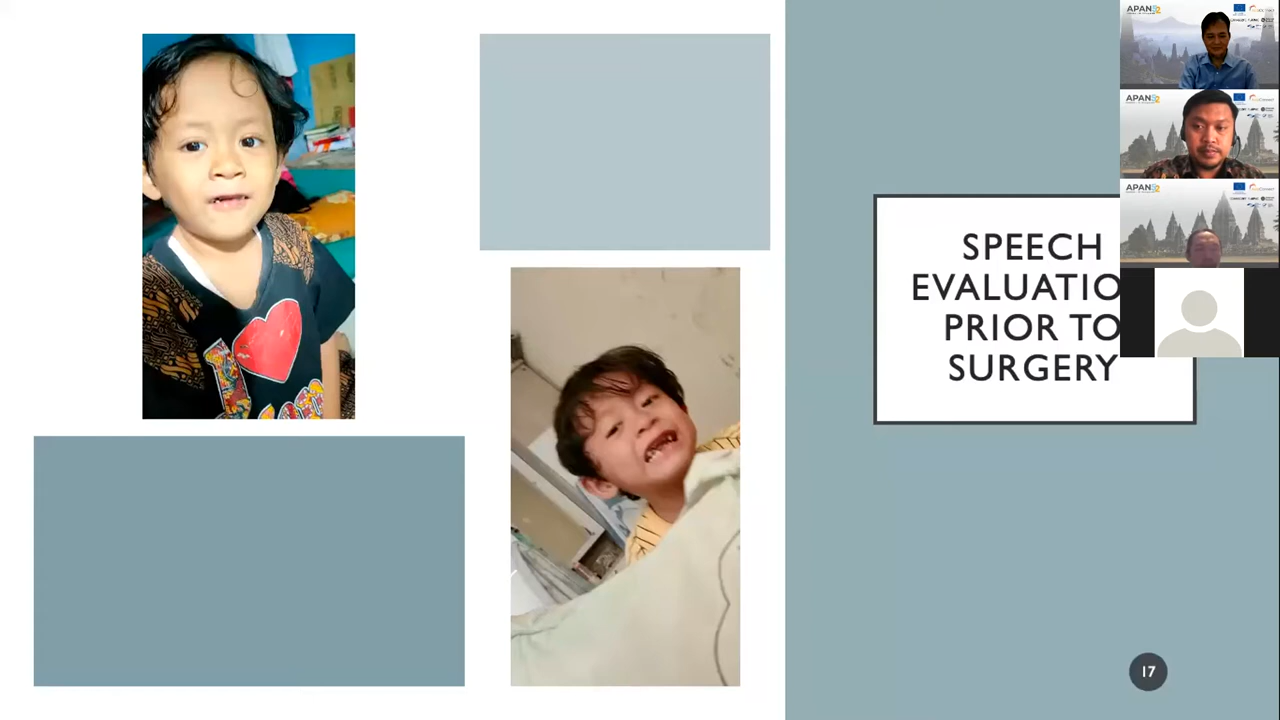 SPEECH
EVALUATIO
PRIOR TO
SURGERY
17
I
APAN52
APAN52
APAN52